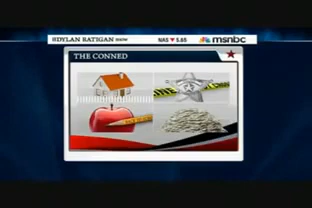 DYLAN RATIGAN SHOW
NAS ▼ 5.85
msnbc
THE CONNED